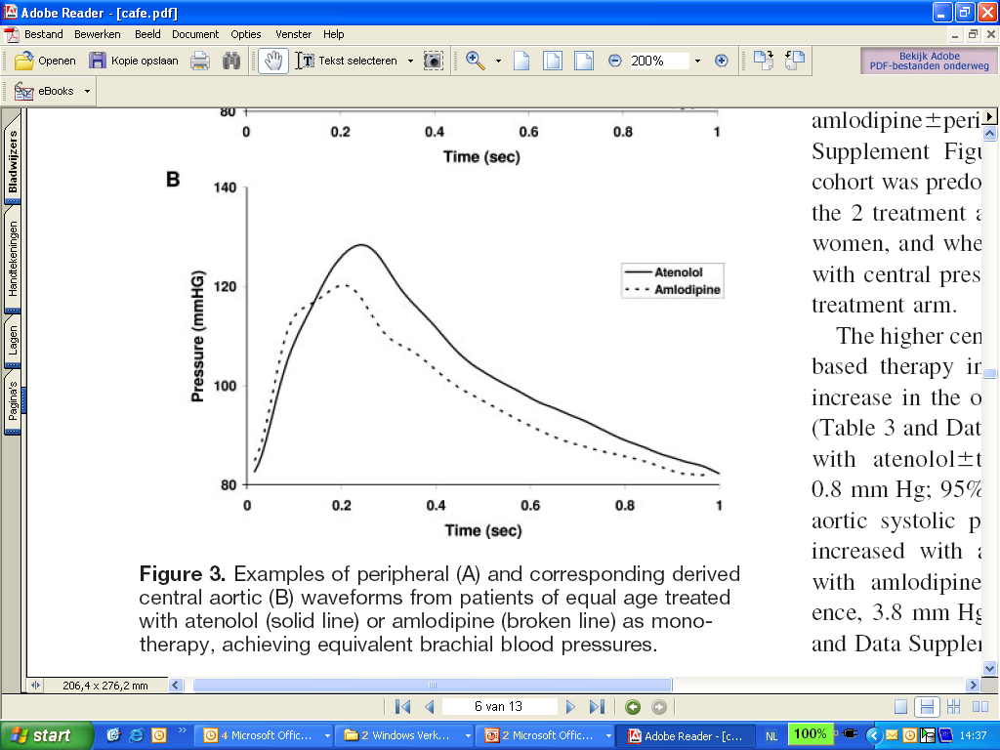 Adobe Reader - [cafe.pdf]
Bestand Bewerken Beeld Document Opties Venster Help
Openen Kopie opslaan Tekst selecteren 200% Bekijk Adobe
PDF-bestanden onderweg
eBooks
Bladwijzers
Handtekeningen
Lagen
Pagina's
80
0 0.2 0.4 0.6 0.8 1
Time (sec)
B
140
120
100
80
Pressure (mmHG)
Atenolol
Amlodipine
0 0.2 0.4 0.6 0.8 1
Time (sec)
Figure 3. Examples of peripheral (A) and corresponding derived
central aortic (B) waveforms from patients of equal age treated
with atenolol (solid line) or amlodipine (broken line) as mono-
therapy, achieving equivalent brachial blood pressures.
amlodipine±peri
Supplement Figu
cohort was predo
the 2 treatment a
women, and whe
with central pres
treatment arm.
The higher cen
based therapy in
increase in the o
(Table 3 and Dat
with atenolol±t
0.8 mm Hg; 95%
aortic systolic p
increased with a
with amlodipine
ence, 3.8 mm Hg
and Data Supplem
206,4 x 276,2 mm
6 van 13
start 4 Microsoft Offic... 2 Windows Verk... 2 Microsoft Offic... Adobe Reader - [c... NL 100% 14:37